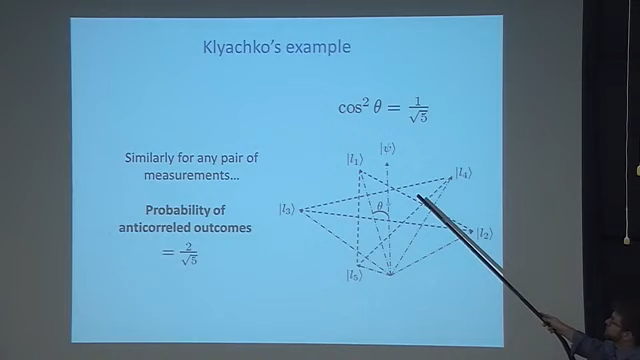 Klyachko's example
cos² θ = 1/√5
Similarly for any pair of
measurements...
Probability of
anticorreled outcomes
= 2/√5
|ψ⟩
|l₁⟩
|l₄⟩
|l₃⟩
θ
|l₂⟩
|l₅⟩